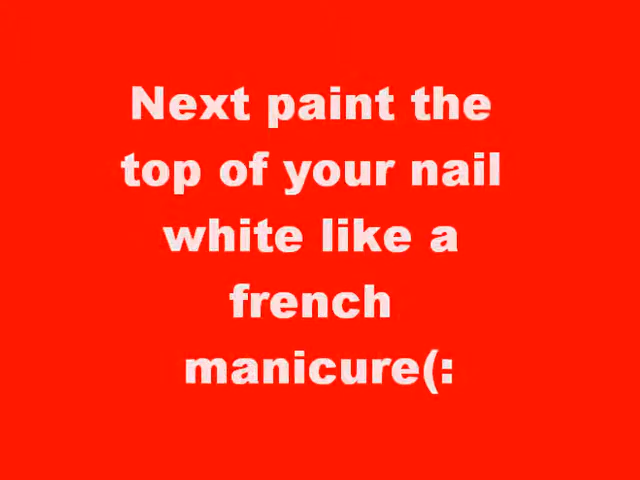 Next paint the
top of your nail
white like a
french
manicure(: